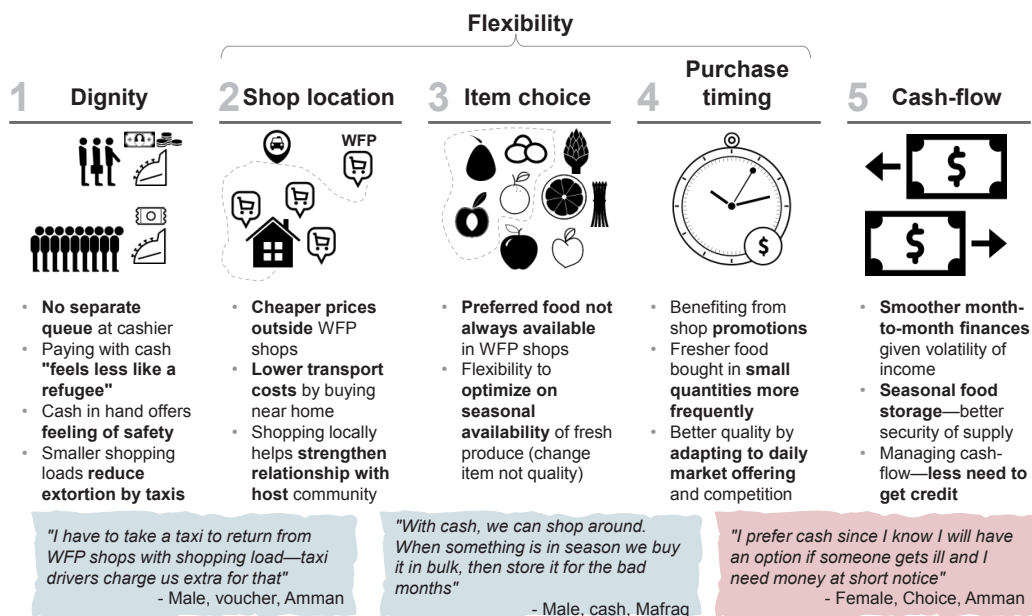 Flexibility
1 Dignity
2 Shop location
3 Item choice
4 Purchase
timing
5 Cash-flow
WFP
$
$
$
• No separate
queue at cashier
• Paying with cash
"feels less like a
refugee"
• Cash in hand offers
feeling of safety
• Smaller shopping
loads reduce
extortion by taxis
• Cheaper prices
outside WFP
shops
• Lower transport
costs by buying
near home
• Shopping locally
helps strengthen
relationship with
host community
• Preferred food not
always available
in WFP shops
• Flexibility to
optimize on
seasonal
availability of fresh
produce (change
item not quality)
• Benefiting from
shop promotions
• Fresher food
bought in small
quantities more
frequently
• Better quality by
adapting to daily
market offering
and competition
• Smoother month-
to-month finances
given volatility of
income
• Seasonal food
storage—better
security of supply
• Managing cash-
flow—less need to
get credit
"I have to take a taxi to return from
WFP shops with shopping load—taxi
drivers charge us extra for that"
- Male, voucher, Amman
"With cash, we can shop around.
When something is in season we buy
it in bulk, then store it for the bad
months"
- Male, cash, Mafraq
"I prefer cash since I know I will have
an option if someone gets ill and I
need money at short notice"
- Female, Choice, Amman